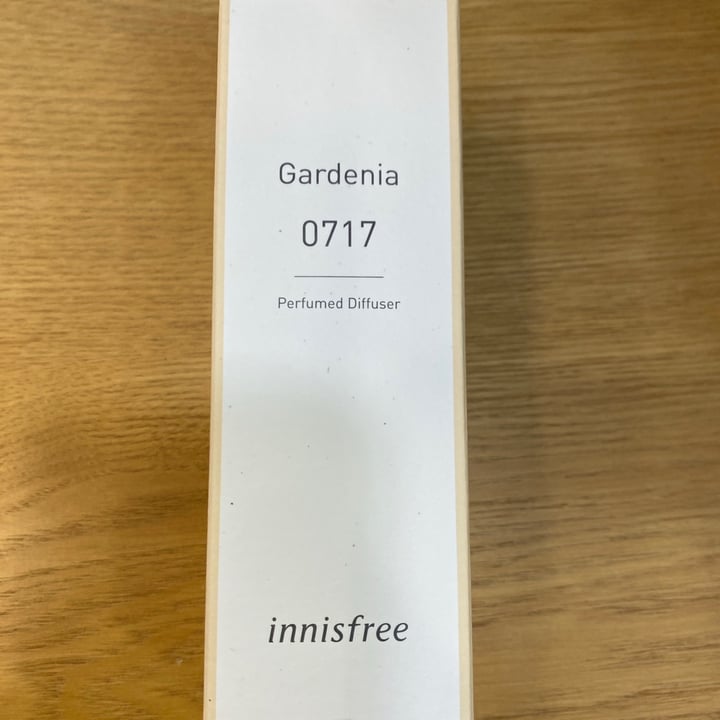 Gardenia
0717
Perfumed Diffuser
innisfree